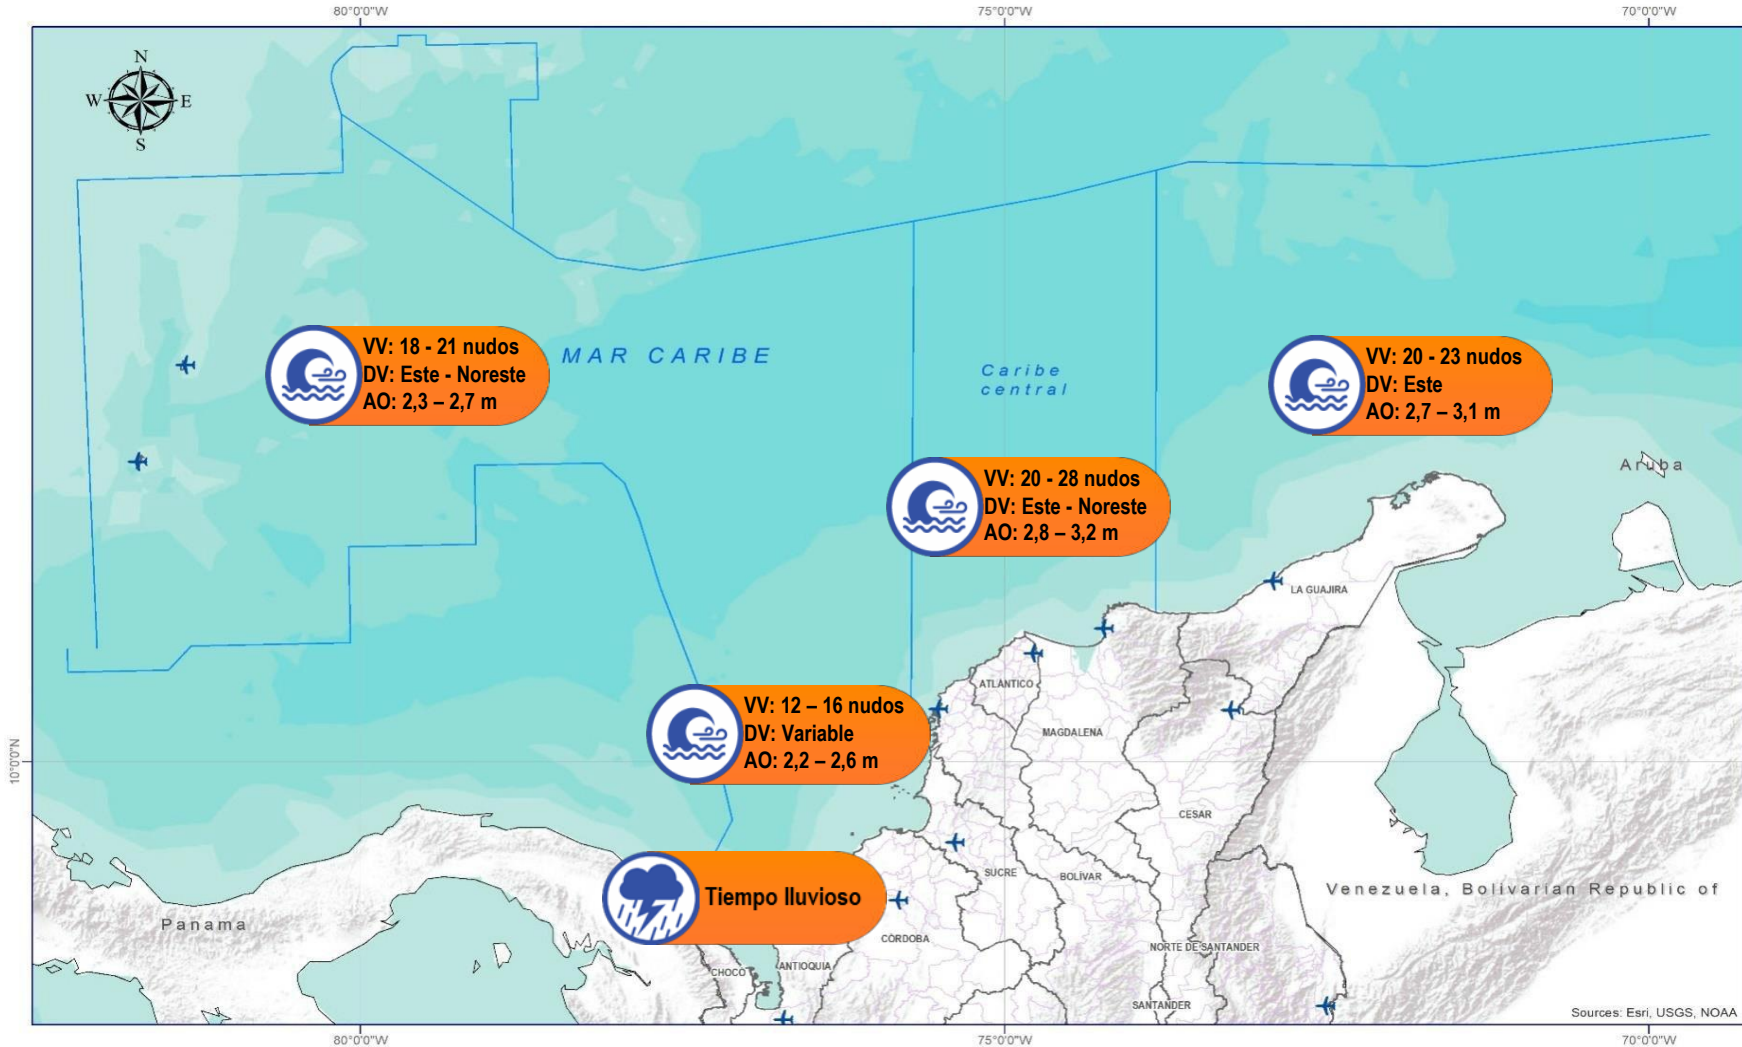 80°0'0"W
75°0'0"W
70°0'0"W
N
W
E
S
VV: 18 - 21 nudos
DV: Este - Noreste
AO: 2,3 – 2,7 m
MAR CARIBE
Caribe
central
VV: 20 - 23 nudos
DV: Este
AO: 2,7 – 3,1 m
VV: 20 - 28 nudos
DV: Este - Noreste
AO: 2,8 – 3,2 m
Aruba
LA GUAJIRA
ATLÁNTICO
VV: 12 – 16 nudos
DV: Variable
AO: 2,2 – 2,6 m
MAGDALENA
10°0'0"N
CESAR
SUCRE
BOLÍVAR
Venezuela, Bolivarian Republic of
Tiempo lluvioso
Panama
CÓRDOBA
NORTE DE SANTANDER
CHOCO
ANTIOQUIA
SANTANDER
Sources: Esri, USGS, NOAA
80°0'0"W
75°0'0"W
70°0'0"W